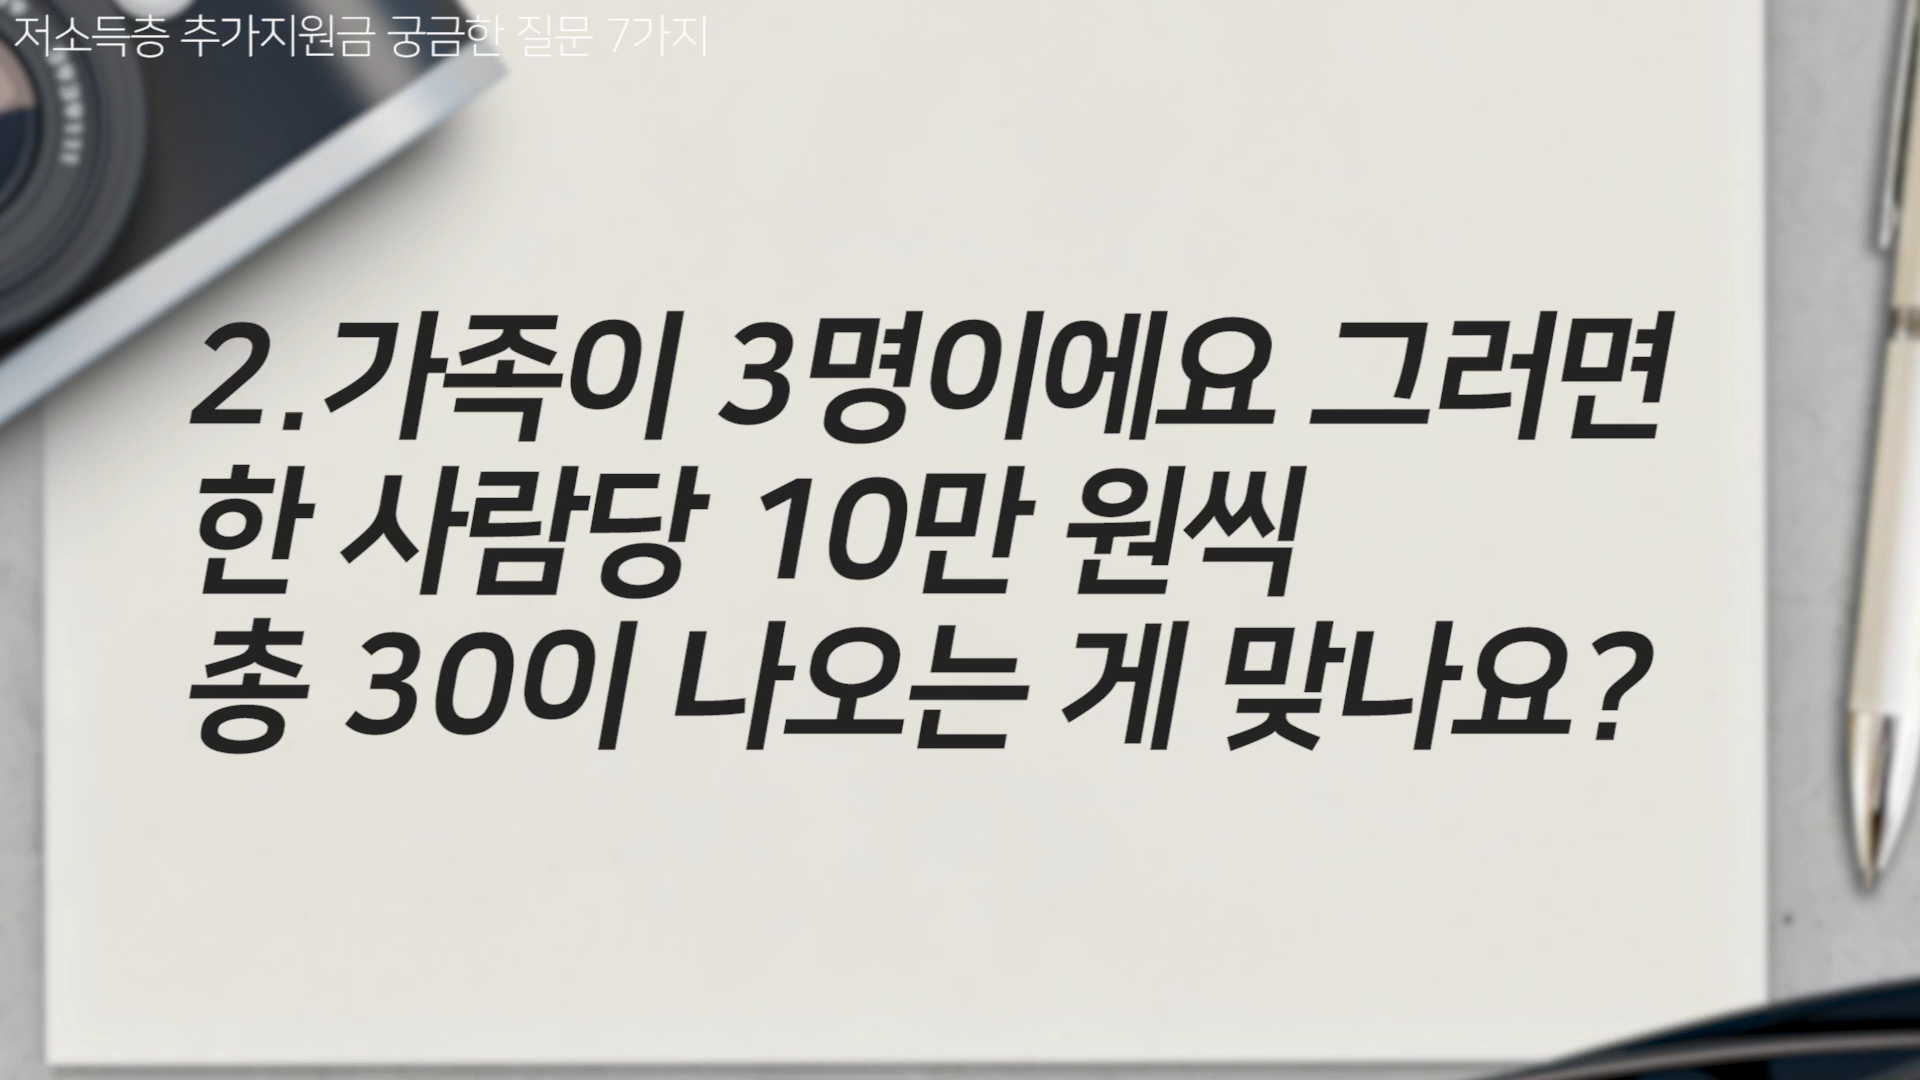 저소득층 추가지원금 궁금한 질문 7가지
2.가족이 3명이에요 그러면
한 사람당 10만 원씩
총 30이 나오는 게 맞나요?